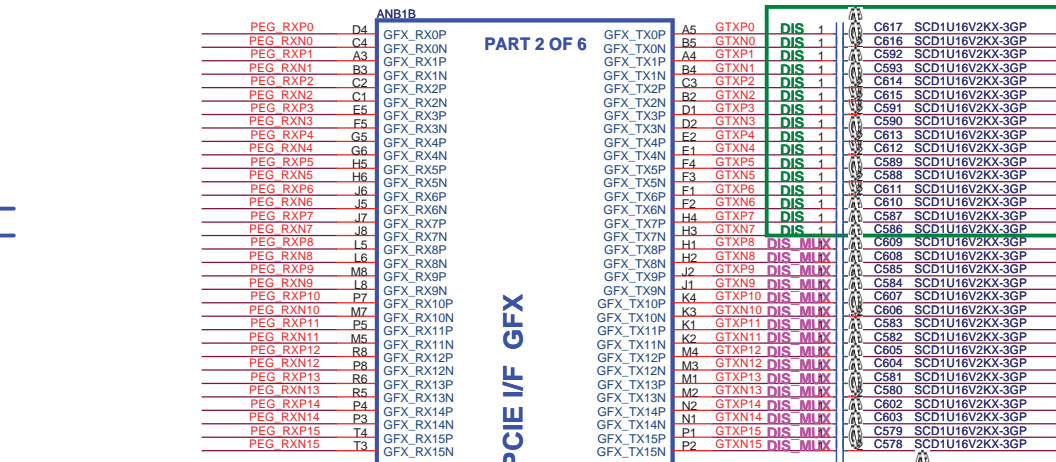 ANB1B
PART 2 OF 6
PCIE I/F GFX
PEG_RXP0 D4 GFX_RX0P GFX_TX0P A5 GTXP0 DIS 1 C617 SCD1U16V2KX-3GP
PEG_RXN0 C4 GFX_RX0N GFX_TX0N B5 GTXN0 DIS 1 C616 SCD1U16V2KX-3GP
PEG_RXP1 A3 GFX_RX1P GFX_TX1P A4 GTXP1 DIS 1 C592 SCD1U16V2KX-3GP
PEG_RXN1 B3 GFX_RX1N GFX_TX1N B4 GTXN1 DIS 1 C593 SCD1U16V2KX-3GP
PEG_RXP2 C2 GFX_RX2P GFX_TX2P C3 GTXP2 DIS 1 C614 SCD1U16V2KX-3GP
PEG_RXN2 C1 GFX_RX2N GFX_TX2N B2 GTXN2 DIS 1 C615 SCD1U16V2KX-3GP
PEG_RXP3 E5 GFX_RX3P GFX_TX3P D1 GTXP3 DIS 1 C591 SCD1U16V2KX-3GP
PEG_RXN3 F5 GFX_RX3N GFX_TX3N D2 GTXN3 DIS 1 C590 SCD1U16V2KX-3GP
PEG_RXP4 G5 GFX_RX4P GFX_TX4P E2 GTXP4 DIS 1 C613 SCD1U16V2KX-3GP
PEG_RXN4 G6 GFX_RX4N GFX_TX4N E1 GTXN4 DIS 1 C612 SCD1U16V2KX-3GP
PEG_RXP5 H5 GFX_RX5P GFX_TX5P F4 GTXP5 DIS 1 C589 SCD1U16V2KX-3GP
PEG_RXN5 H6 GFX_RX5N GFX_TX5N F3 GTXN5 DIS 1 C588 SCD1U16V2KX-3GP
PEG_RXP6 J6 GFX_RX6P GFX_TX6P F1 GTXP6 DIS 1 C611 SCD1U16V2KX-3GP
PEG_RXN6 J5 GFX_RX6N GFX_TX6N F2 GTXN6 DIS 1 C610 SCD1U16V2KX-3GP
PEG_RXP7 J7 GFX_RX7P GFX_TX7P H4 GTXP7 DIS 1 C587 SCD1U16V2KX-3GP
PEG_RXN7 J8 GFX_RX7N GFX_TX7N H3 GTXN7 DIS 1 C586 SCD1U16V2KX-3GP
PEG_RXP8 L5 GFX_RX8P GFX_TX8P H1 GTXP8 DIS_MUX C609 SCD1U16V2KX-3GP
PEG_RXN8 L6 GFX_RX8N GFX_TX8N H2 GTXN8 DIS_MUX C608 SCD1U16V2KX-3GP
PEG_RXP9 M8 GFX_RX9P GFX_TX9P J2 GTXP9 DIS_MUX C585 SCD1U16V2KX-3GP
PEG_RXN9 L8 GFX_RX9N GFX_TX9N J1 GTXN9 DIS_MUX C584 SCD1U16V2KX-3GP
PEG_RXP10 P7 GFX_RX10P GFX_TX10P K4 GTXP10 DIS_MUX C607 SCD1U16V2KX-3GP
PEG_RXN10 M7 GFX_RX10N GFX_TX10N K3 GTXN10 DIS_MUX C606 SCD1U16V2KX-3GP
PEG_RXP11 P5 GFX_RX11P GFX_TX11P K1 GTXP11 DIS_MUX C583 SCD1U16V2KX-3GP
PEG_RXN11 M5 GFX_RX11N GFX_TX11N K2 GTXN11 DIS_MUX C582 SCD1U16V2KX-3GP
PEG_RXP12 R8 GFX_RX12P GFX_TX12P M4 GTXP12 DIS_MUX C605 SCD1U16V2KX-3GP
PEG_RXN12 P8 GFX_RX12N GFX_TX12N M3 GTXN12 DIS_MUX C604 SCD1U16V2KX-3GP
PEG_RXP13 R6 GFX_RX13P GFX_TX13P M1 GTXP13 DIS_MUX C581 SCD1U16V2KX-3GP
PEG_RXN13 R5 GFX_RX13N GFX_TX13N M2 GTXN13 DIS_MUX C580 SCD1U16V2KX-3GP
PEG_RXP14 P4 GFX_RX14P GFX_TX14P N2 GTXP14 DIS_MUX C602 SCD1U16V2KX-3GP
PEG_RXN14 P3 GFX_RX14N GFX_TX14N N1 GTXN14 DIS_MUX C603 SCD1U16V2KX-3GP
PEG_RXP15 T4 GFX_RX15P GFX_TX15P P1 GTXP15 DIS_MUX C579 SCD1U16V2KX-3GP
PEG_RXN15 T3 GFX_RX15N GFX_TX15N P2 GTXN15 DIS_MUX C578 SCD1U16V2KX-3GP